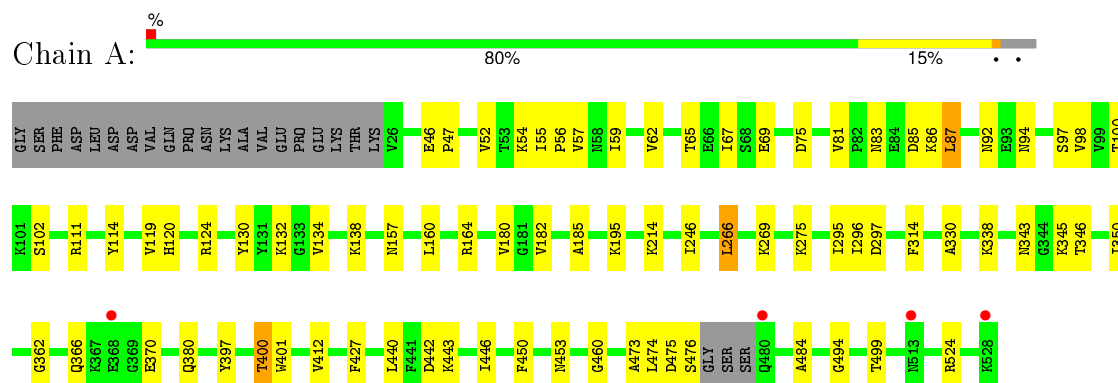 %
Chain A:
80% 15%
GLY SER PHE ASP LEU ASP ASP VAL GLN PRO ASN LYS ALA VAL GLU PRO GLU LYS THR LYS V26 E46 P47 V52 T53 K54 I55 P56 V57 N58 I59 V62 T65 E66 I67 S68 E69 D75 V81 P82 N83 E84 D85 K86 L87 N92 E93 N94 S97 V98 V99 T100
K101 S102 R111 Y114 V119 H120 R124 Y130 Y131 K132 G133 V134 K138 N157 L160 R164 V180 G181 V182 A185 K195 K214 I246 L266 K269 K275 I295 I296 D297 F314 A330 K338 N343 G344 K345 T346
G362 Q366 K367 E368 G369 E370 Q380 Y397 T400 W401 V412 F427 L440 F441 D442 K443 I446 F450 N453 G460 A473 L474 D475 S476 GLY SER SER Q480 A484 G494 T499 N513 R524 K528